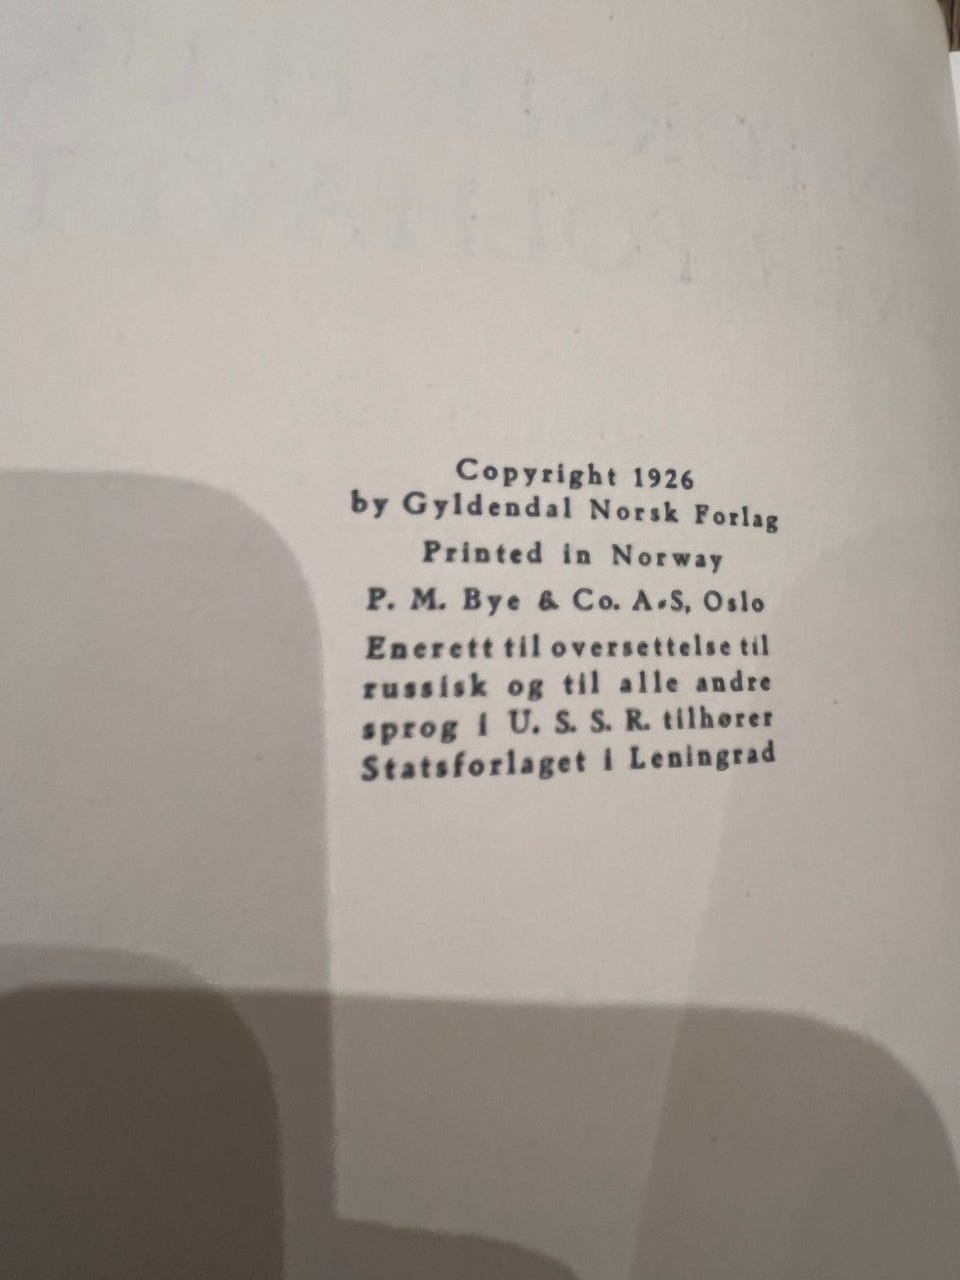 Copyright 1926
by Gyldendal Norsk Forlag
Printed in Norway
P. M. Bye & Co. A.S, Oslo
Enerett til oversettelse til
russisk og til alle andre
sprog i U. S. S. R. tilhører
Statsforlaget i Leningrad